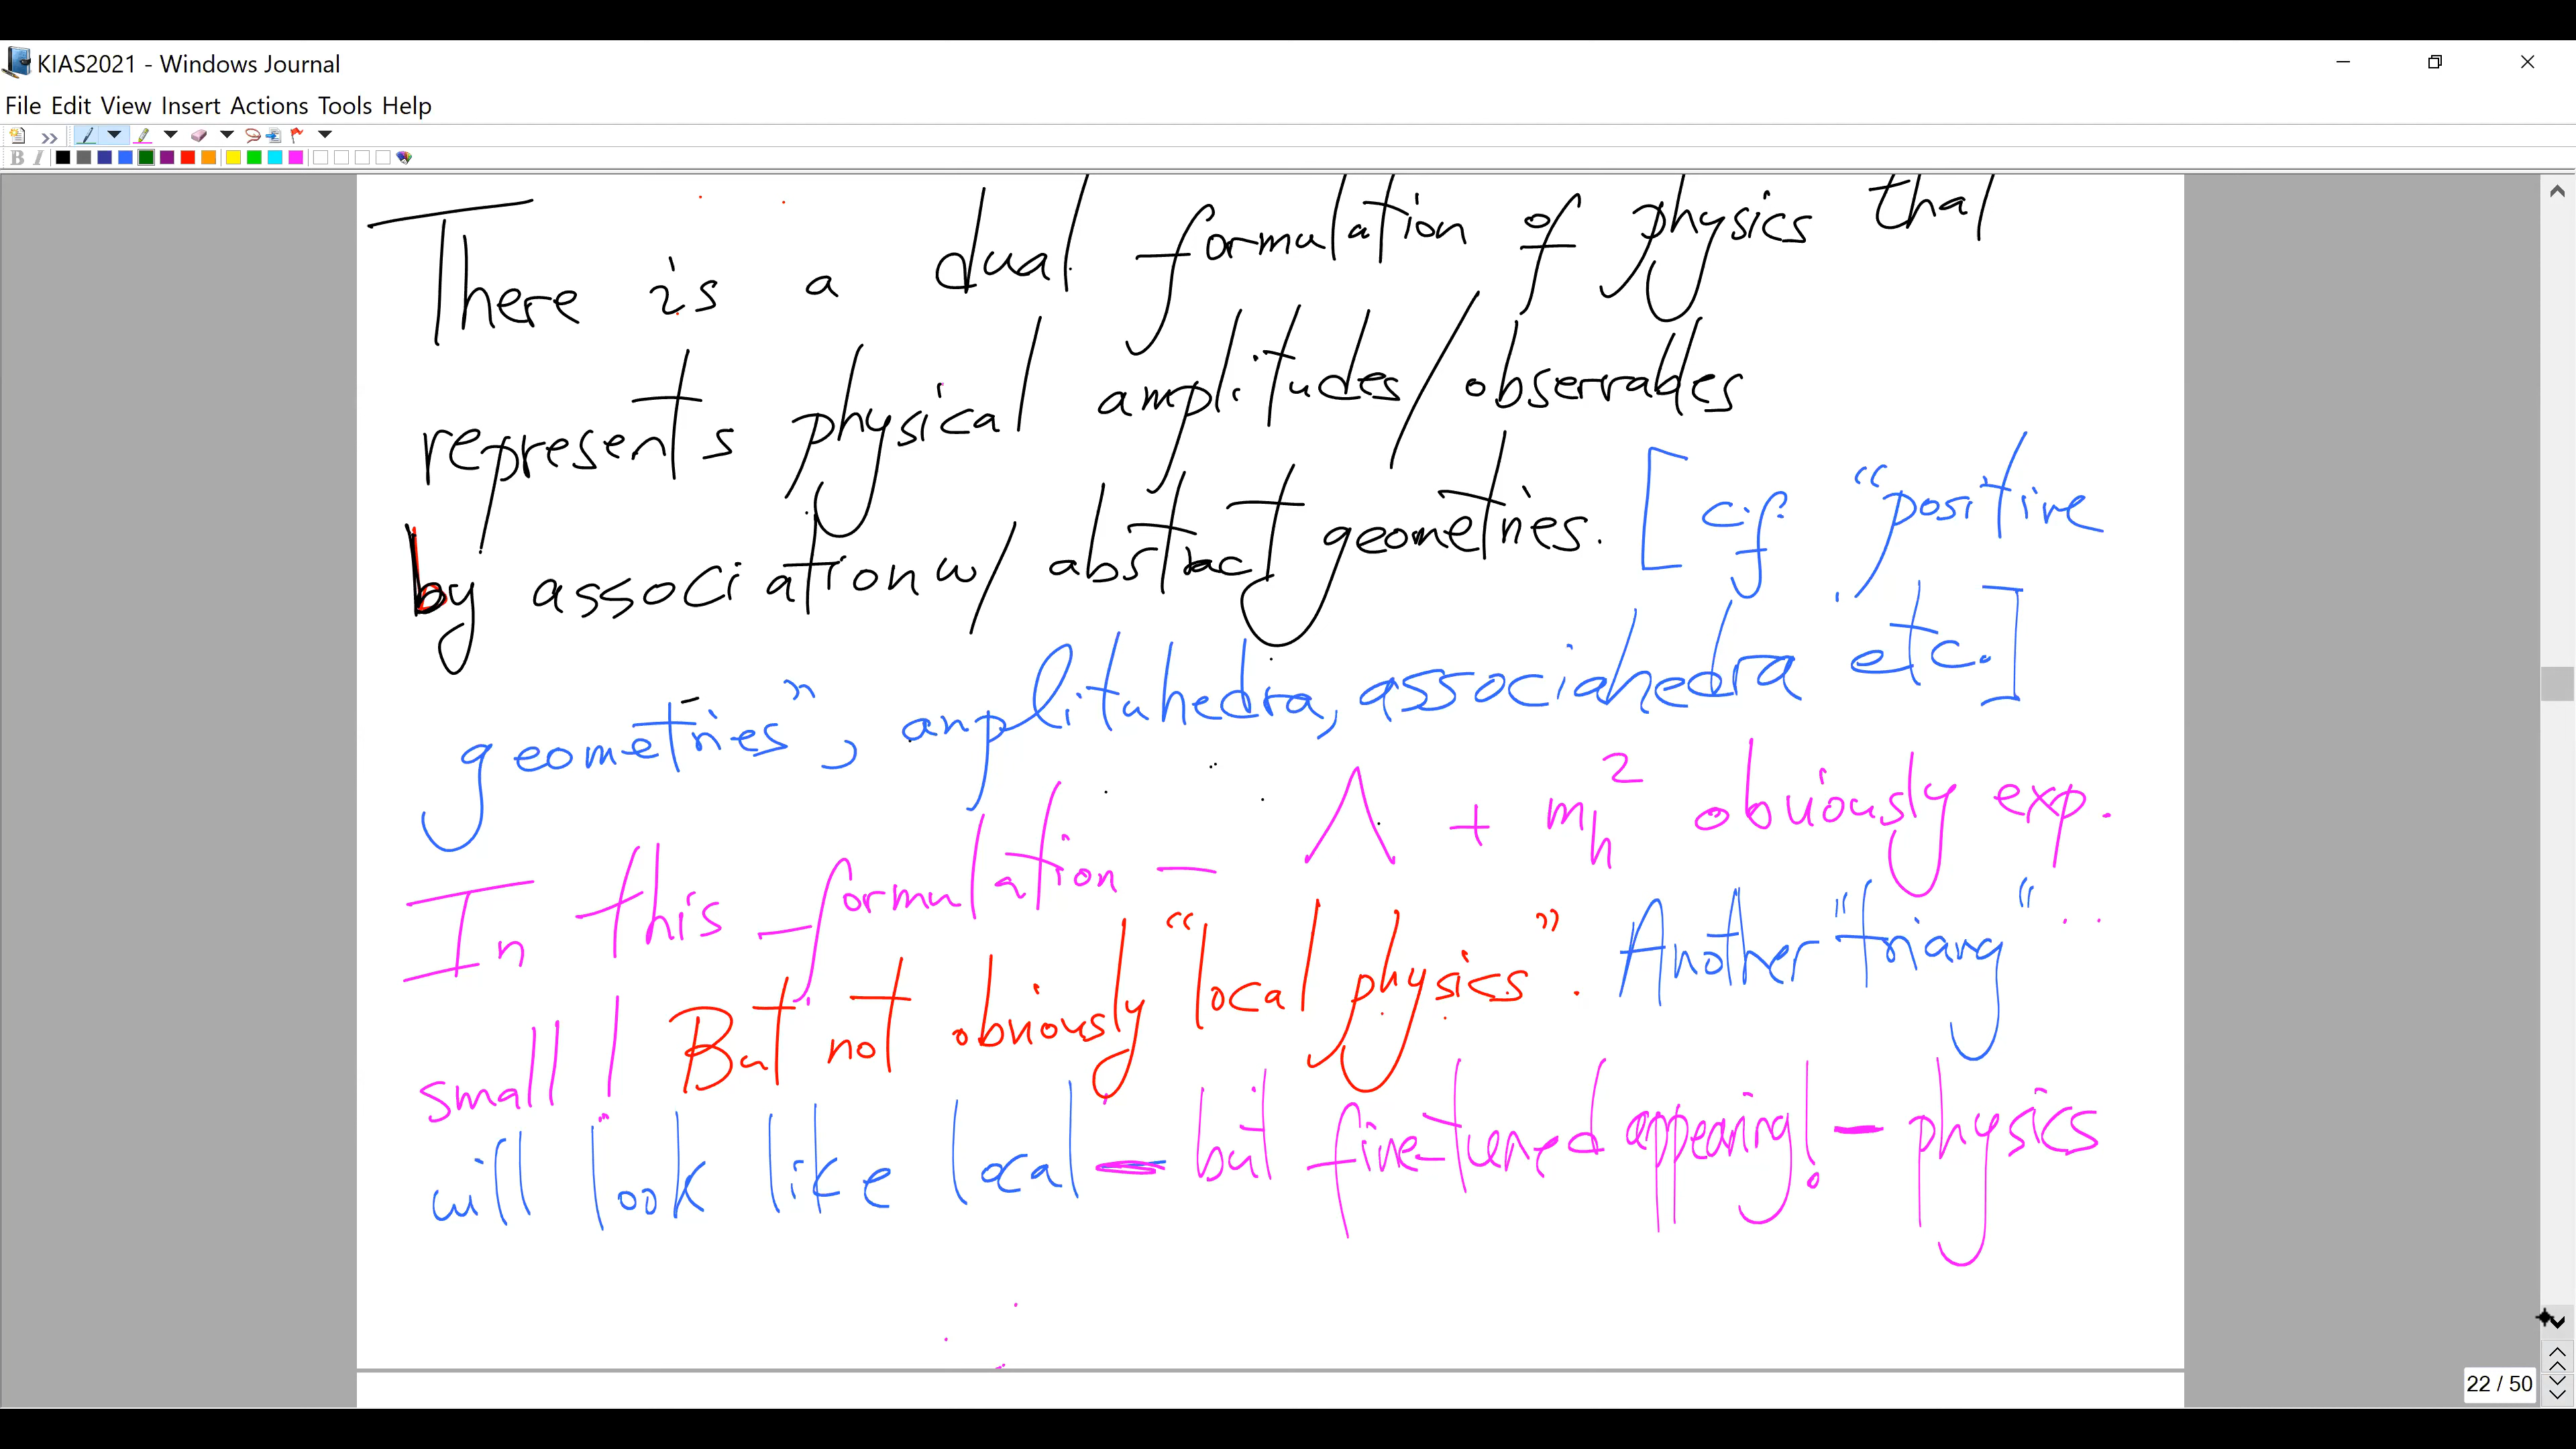 KIAS2021 - Windows Journal
File Edit View Insert Actions Tools Help
B I
There is a dual formulation of physics that
represents physical amplitudes/observables
by association w/ abstract geometries. [c.f. "positive
geometries", amplituhedra, associahedra etc.]
In this formulation - Λ + m_h^2 obviously exp.
small! But not obviously "local physics". Another "triang"..
will look like local - but fine-tuned appearing! - physics
22 / 50